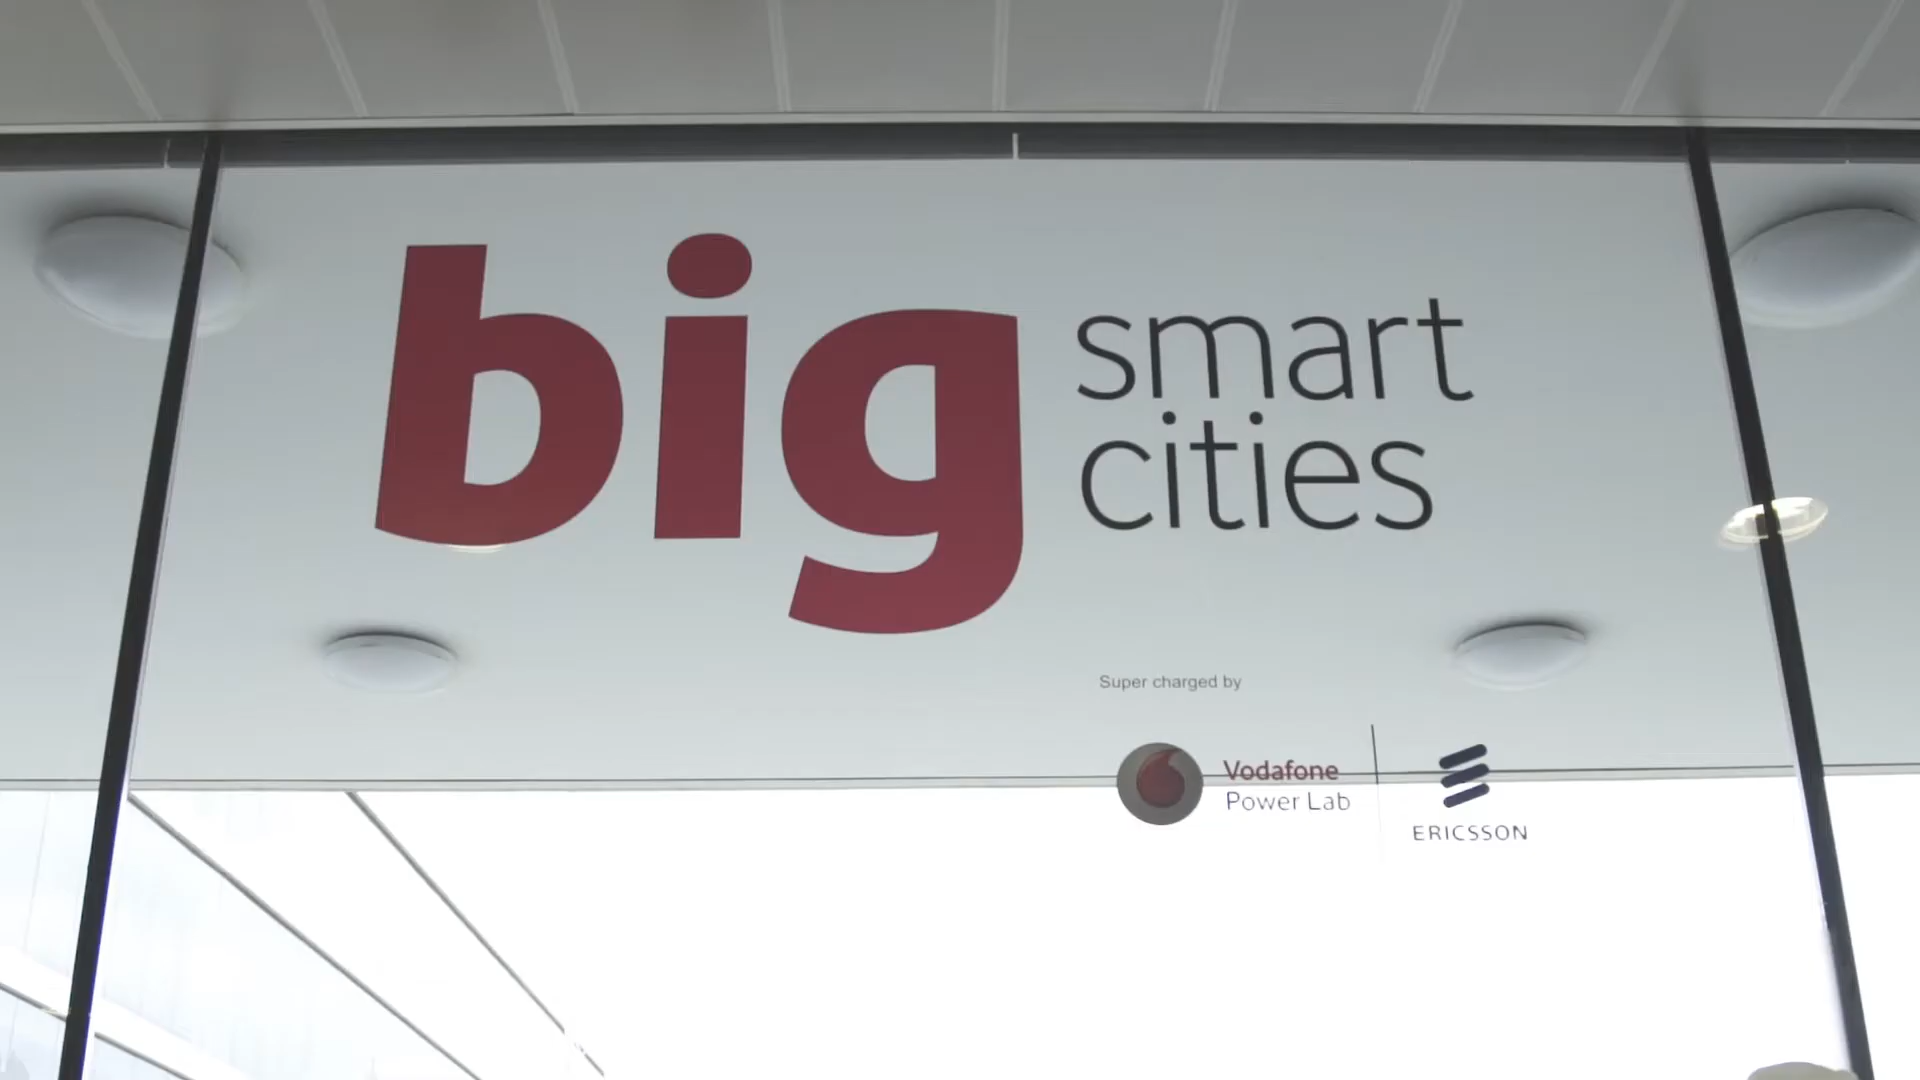 big
smart
cities
Super charged by
Vodafone
Power Lab
ERICSSON